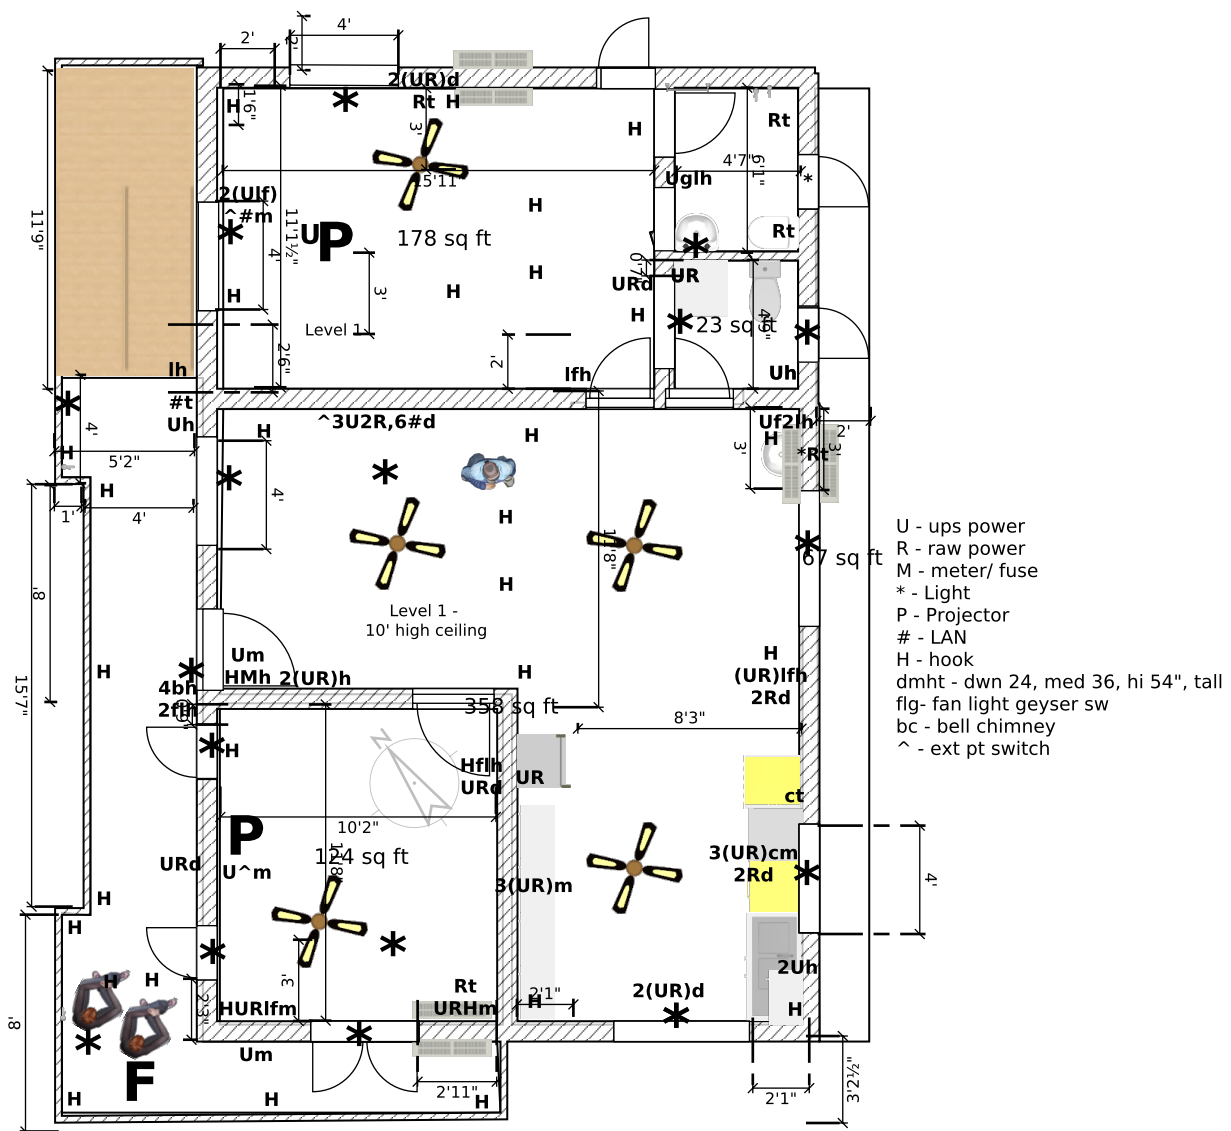 4'
2'
2'
2(UR)d
Rt H
H
1'6"
3'
H
Rt
4'7"
6'1"
15'11"
Uglh
*
2(Ulf)
^#m
H
11'9"
11'1½"
U
P
178 sq ft
Rt
4'
H
0'7"
UR
URd
3'
H
H
H
Level 1
23 sq ft
4'9"
2'6"
2'
lh
lfh
Uh
#t
Uh
^3U2R,6#d
Uf2lh
2'
H
H
H
3'
3'
*Rt
4'
H
5'2"
4'
H
1'
4'
H
11'8"
67 sq ft
U - ups power
R - raw power
M - meter/ fuse
* - Light
P - Projector
# - LAN
H - hook
dmht - dwn 24, med 36, hi 54", tall
flg- fan light geyser sw
bc - bell chimney
^ - ext pt switch
8'
H
Level 1 -
10' high ceiling
Um
HMh
2(UR)h
H
H
H
(UR)lfh
2Rd
15'7"
4bh
2flh
358 sq ft
8'3"
H
Hflh
URd
UR
ct
10'2"
P
124 sq ft
URd
U^m
3(UR)m
3(UR)cm
2Rd
4'
H
H
3'
2Uh
H
H
Rt
2'1"
H
2(UR)d
H
HURlfm
URHm
2'3"
8'
Um
F
2'11"
2'1"
3'2½"
H
H
H